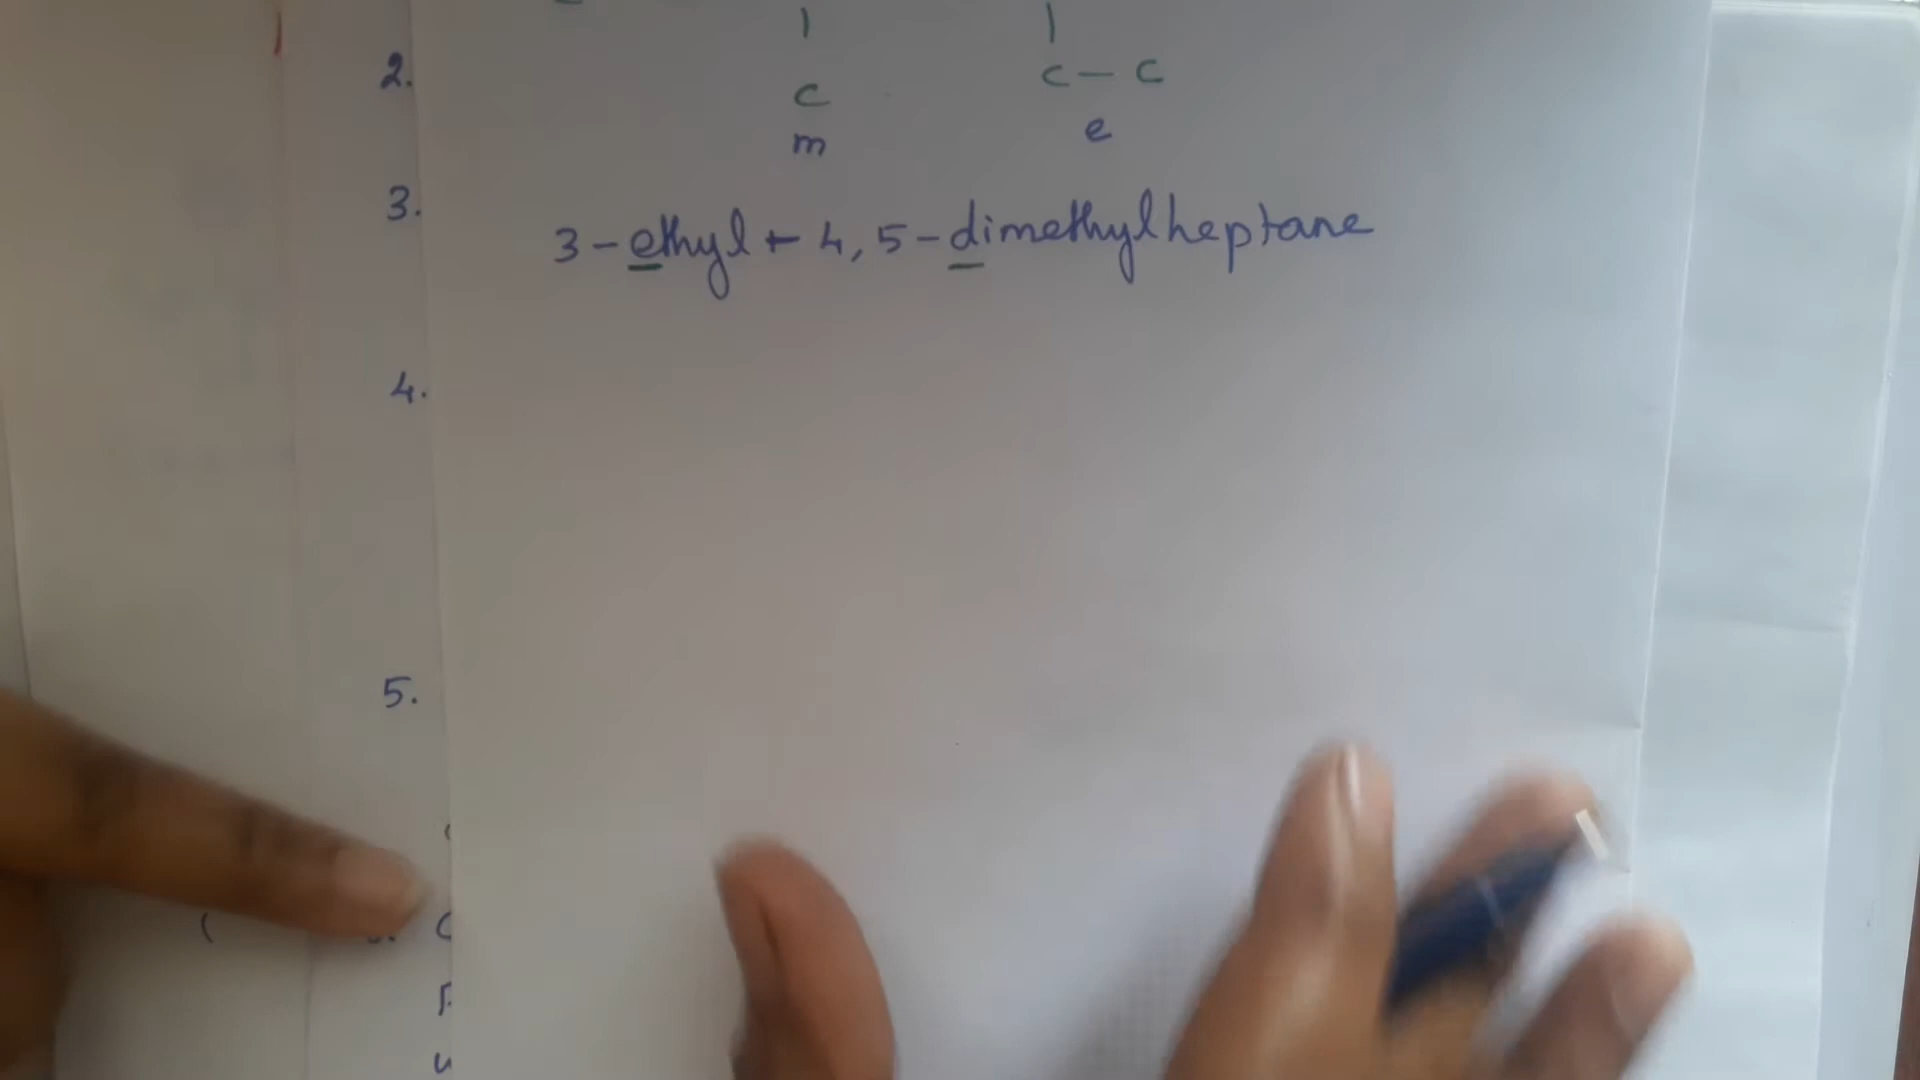 2.
c
c – c
m
e
3.
3-ethyl-4,5-dimethylheptane
4.
5.